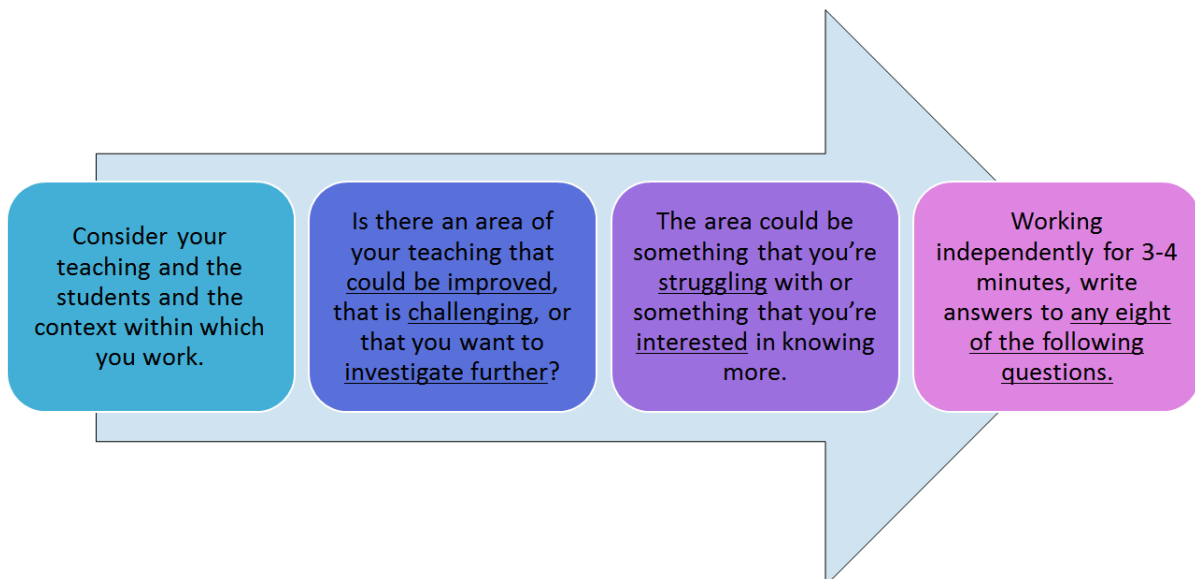 Consider your
teaching and the
students and the
context within which
you work.
Is there an area of
your teaching that
could be improved,
that is challenging, or
that you want to
investigate further?
The area could be
something that you’re
struggling with or
something that you’re
interested in knowing
more.
Working
independently for 3-4
minutes, write
answers to any eight
of the following
questions.